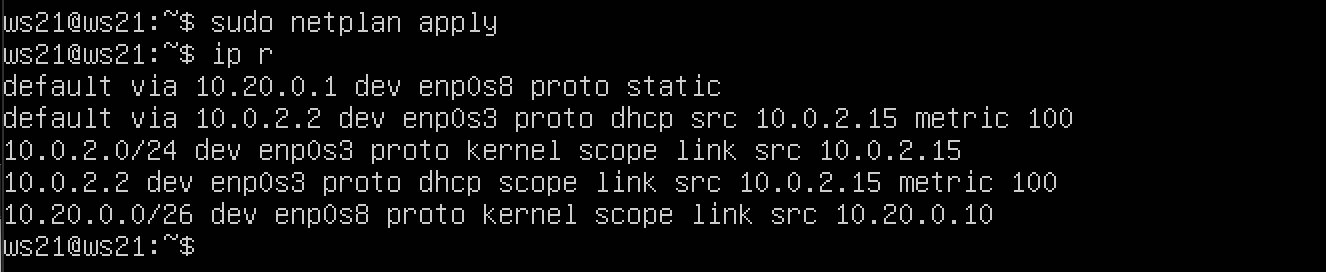 ws21@ws21:~$ sudo netplan apply
ws21@ws21:~$ ip r
default via 10.20.0.1 dev enp0s8 proto static
default via 10.0.2.2 dev enp0s3 proto dhcp src 10.0.2.15 metric 100
10.0.2.0/24 dev enp0s3 proto kernel scope link src 10.0.2.15
10.0.2.2 dev enp0s3 proto dhcp scope link src 10.0.2.15 metric 100
10.20.0.0/26 dev enp0s8 proto kernel scope link src 10.20.0.10
ws21@ws21:~$